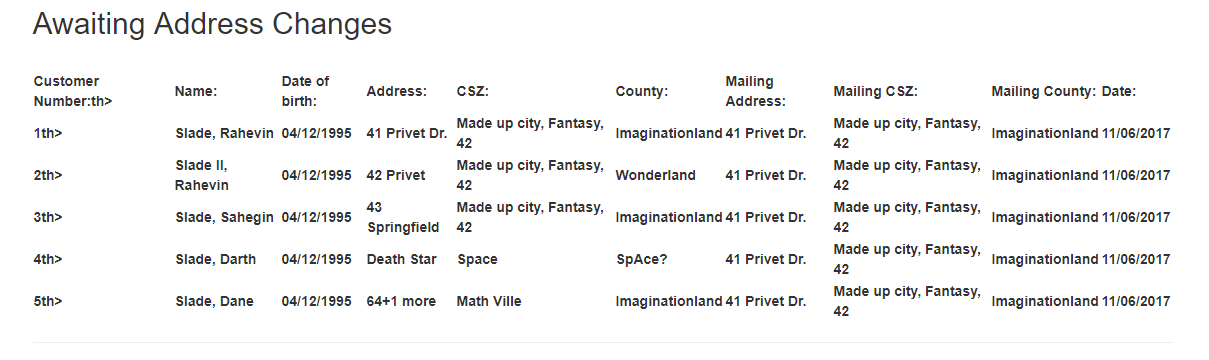 Awaiting Address Changes
Customer Number:th> Name: Date of birth: Address: CSZ: County: Mailing Address: Mailing CSZ: Mailing County: Date:
1th> Slade, Rahevin 04/12/1995 41 Privet Dr. Made up city, Fantasy, 42 Imaginationland 41 Privet Dr. Made up city, Fantasy, 42 Imaginationland 11/06/2017
2th> Slade II, Rahevin 04/12/1995 42 Privet Made up city, Fantasy, 42 Wonderland 41 Privet Dr. Made up city, Fantasy, 42 Imaginationland 11/06/2017
3th> Slade, Sahegin 04/12/1995 43 Springfield Made up city, Fantasy, 42 Imaginationland 41 Privet Dr. Made up city, Fantasy, 42 Imaginationland 11/06/2017
4th> Slade, Darth 04/12/1995 Death Star Space SpAce? 41 Privet Dr. Made up city, Fantasy, 42 Imaginationland 11/06/2017
5th> Slade, Dane 04/12/1995 64+1 more Math Ville Imaginationland 41 Privet Dr. Made up city, Fantasy, 42 Imaginationland 11/06/2017